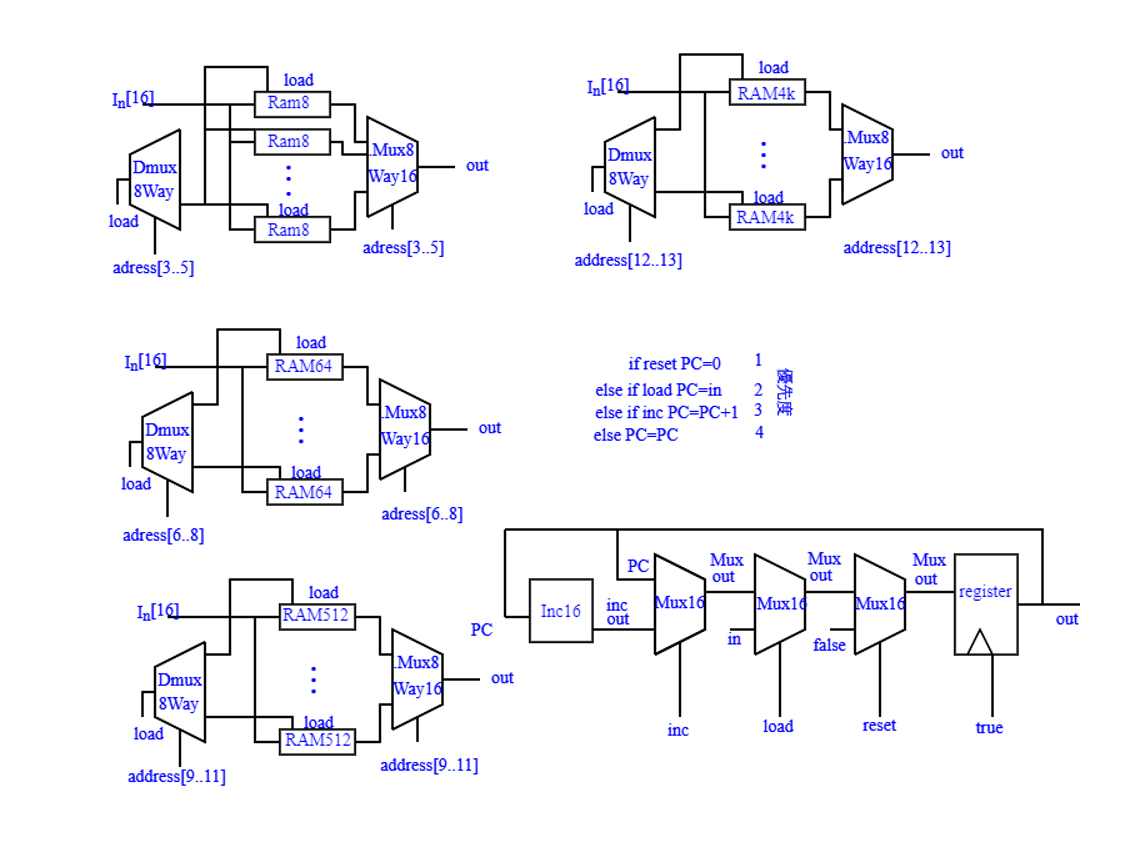 load
In[16]
Ram8
Ram8
.Mux8
Way16
out
Dmux
8Way
load
load
Ram8
adress[3..5]
adress[3..5]
load
In[16]
RAM4k
.Mux8
Way16
out
Dmux
8Way
load
load
RAM4k
address[12..13]
address[12..13]
load
In[16]
RAM64
.Mux8
Way16
out
Dmux
8Way
load
load
RAM64
adress[6..8]
adress[6..8]
if reset PC=0 1
else if load PC=in 2
else if inc PC=PC+1 3
else PC=PC 4
優先度
load
In[16]
RAM512
.Mux8
Way16
out
Dmux
8Way
load
load
RAM512
address[9..11]
address[9..11]
PC
Inc16
inc
out
PC
Mux16
Mux
out
in
Mux16
Mux
out
false
Mux16
Mux
out
register
out
inc
load
reset
true